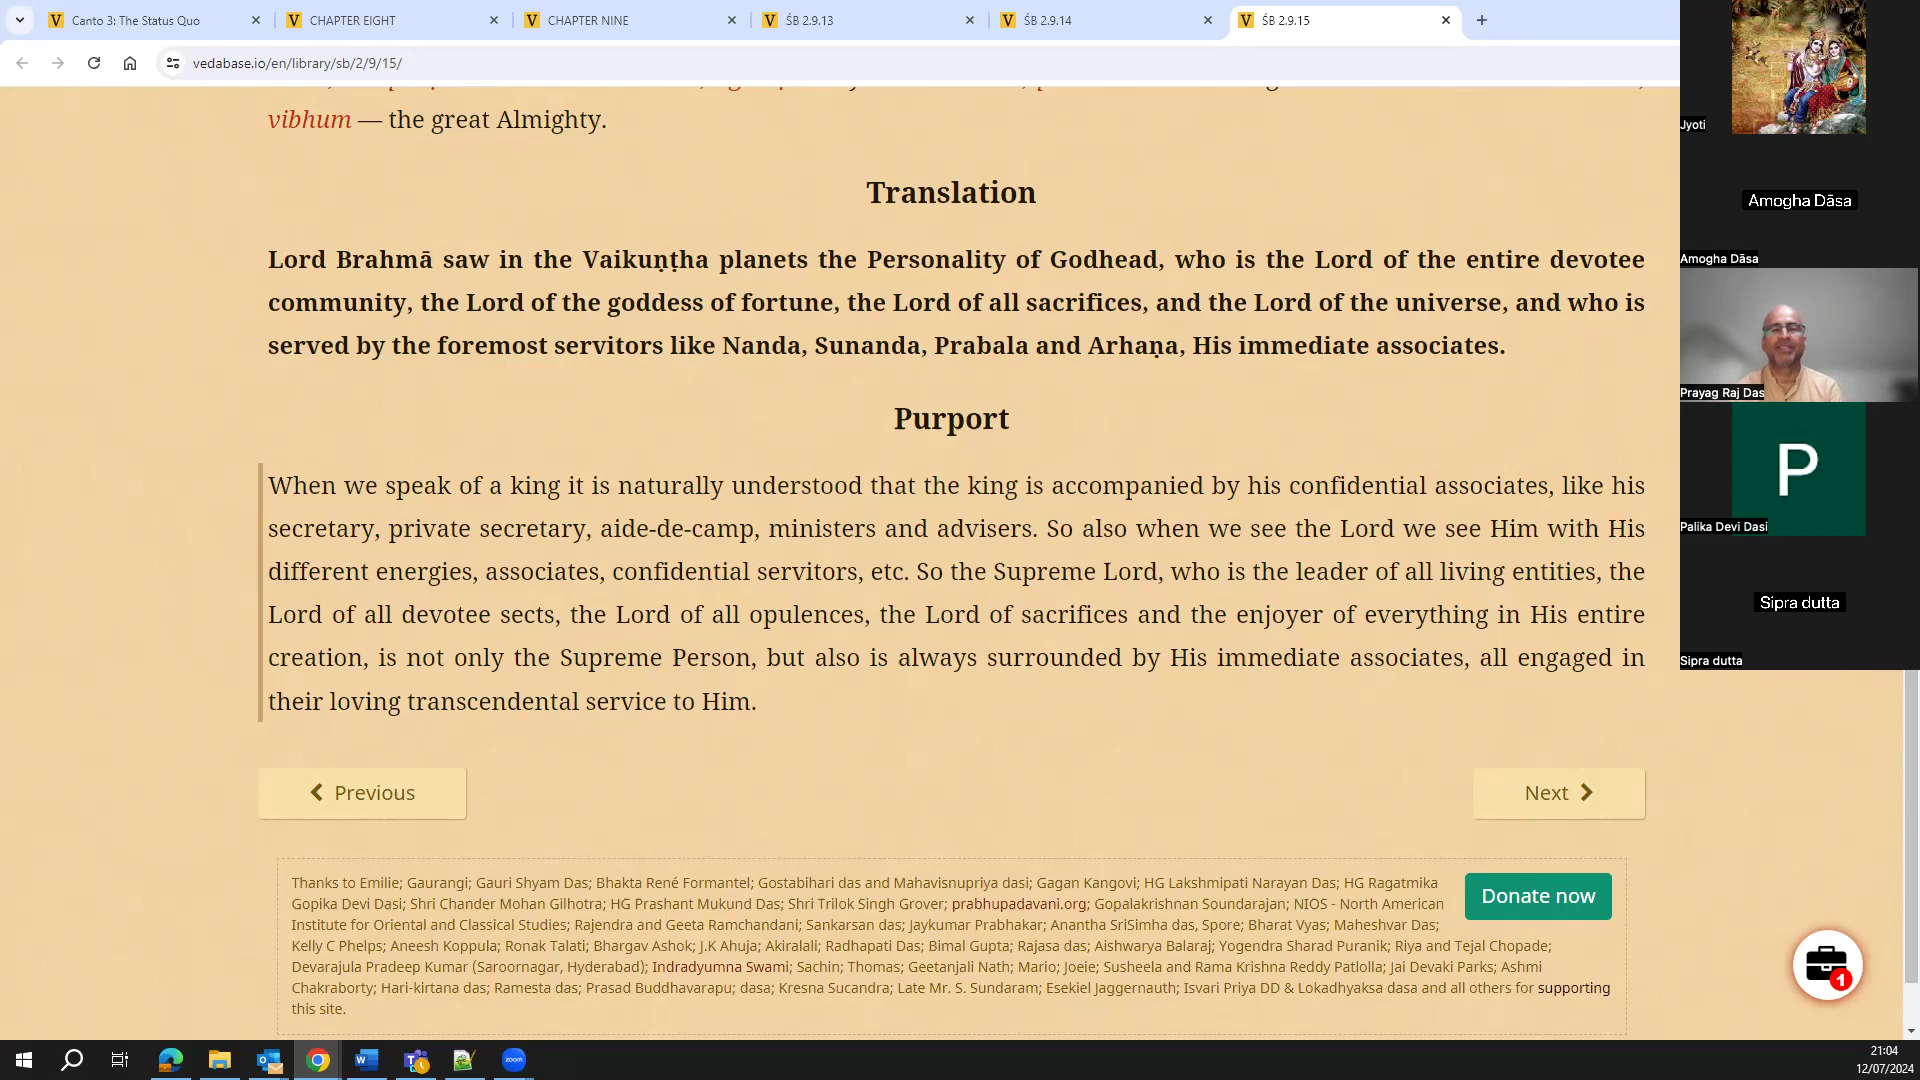 Canto 3: The Status Quo
CHAPTER EIGHT
CHAPTER NINE
ŚB 2.9.13
ŚB 2.9.14
ŚB 2.9.15
vedabase.io/en/library/sb/2/9/15/
vibhum — the great Almighty.
Translation
Lord Brahmā saw in the Vaikuṇṭha planets the Personality of Godhead, who is the Lord of the entire devotee
community, the Lord of the goddess of fortune, the Lord of all sacrifices, and the Lord of the universe, and who is
served by the foremost servitors like Nanda, Sunanda, Prabala and Arhaṇa, His immediate associates.
Purport
When we speak of a king it is naturally understood that the king is accompanied by his confidential associates, like his
secretary, private secretary, aide-de-camp, ministers and advisers. So also when we see the Lord we see Him with His
different energies, associates, confidential servitors, etc. So the Supreme Lord, who is the leader of all living entities, the
Lord of all devotee sects, the Lord of all opulences, the Lord of sacrifices and the enjoyer of everything in His entire
creation, is not only the Supreme Person, but also is always surrounded by His immediate associates, all engaged in
their loving transcendental service to Him.
Previous
Next
Thanks to Emilie; Gaurangi; Gauri Shyam Das; Bhakta René Formantel; Gostabihari das and Mahavisnupriya dasi; Gagan Kangovi; HG Lakshmipati Narayan Das; HG Ragatmika
Gopika Devi Dasi; Shri Chander Mohan Gilhotra; HG Prashant Mukund Das; Shri Trilok Singh Grover; prabhupadavani.org; Gopalakrishnan Soundarajan; NIOS - North American
Institute for Oriental and Classical Studies; Rajendra and Geeta Ramchandani; Sankarsan das; Jaykumar Prabhakar; Anantha SriSimha das, Spore; Bharat Vyas; Maheshvar Das;
Kelly C Phelps; Aneesh Koppula; Ronak Talati; Bhargav Ashok; J.K Ahuja; Akiralali; Radhapati Das; Bimal Gupta; Rajasa das; Aishwarya Balaraj; Yogendra Sharad Puranik; Riya and Tejal Chopade;
Devarajula Pradeep Kumar (Saroornagar, Hyderabad); Indradyumna Swami; Sachin; Thomas; Geetanjali Nath; Mario; Joeie; Susheela and Rama Krishna Reddy Patlolla; Jai Devaki Parks; Ashmi
Chakraborty; Hari-kirtana das; Ramesta das; Prasad Buddhavarapu; dasa; Kresna Sucandra; Late Mr. S. Sundaram; Esekiel Jaggernauth; Isvari Priya DD & Lokadhyaksa dasa and all others for supporting
this site.
Donate now
Jyoti
Amogha Dāsa
Amogha Dāsa
Prayag Raj Das
P
Palika Devi Dasi
Sipra dutta
Sipra dutta
1
zoom
21:04
12/07/2024